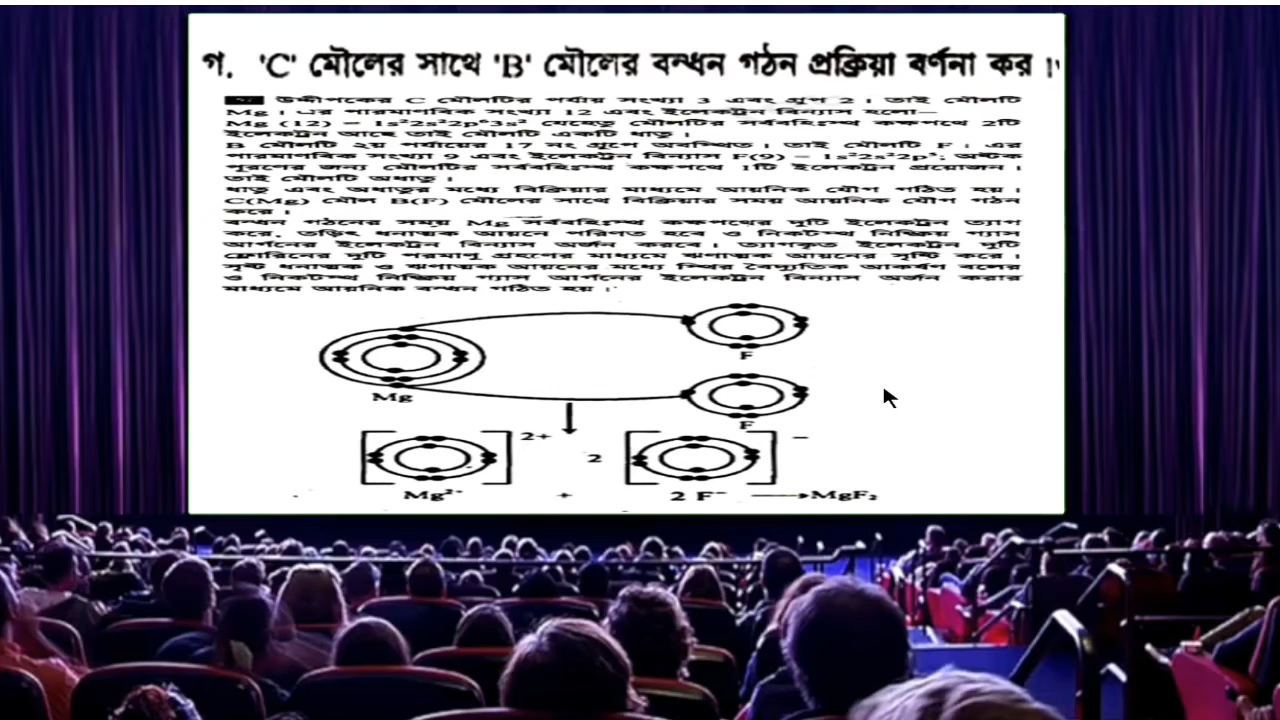 গ. 'C' মৌলের সাথে 'B' মৌলের বন্ধন গঠন প্রক্রিয়া বর্ণনা কর।'
উদ্দীপকের C মৌলটির পর্যায় সংখ্যা 3 এবং গ্রুপ 2। তাই মৌলটি
Mg। এর পারমাণবিক সংখ্যা 12 এবং ইলেকট্রন বিন্যাস হলো—
Mg (12) – 1s²2s²2p⁶3s² যেহেতু মৌলটির সর্ববহিঃস্থ কক্ষপথে 2টি
ইলেকট্রন আছে তাই মৌলটি একটি ধাতু।
B মৌলটি ২য় পর্যায়ের 17 নং গ্রুপে অবস্থিত। তাই মৌলটি F। এর
পারমাণবিক সংখ্যা 9 এবং ইলেকট্রন বিন্যাস F(9) – 1s²2s²2p⁵; অষ্টক
পূরণের জন্য মৌলটির সর্ববহিঃস্থ কক্ষপথে 1টি ইলেকট্রন প্রয়োজন।
তাই মৌলটি অধাতু।
ধাতু এবং অধাতুর মধ্যে বিক্রিয়ার মাধ্যমে আয়নিক যৌগ গঠিত হয়।
C(Mg) মৌল B(F) মৌলের সাথে বিক্রিয়ার সময় আয়নিক যৌগ গঠন
করে।
বন্ধন গঠনের সময় Mg সর্ববহিঃস্থ কক্ষপথের দুটি ইলেকট্রন ত্যাগ
করে, তড়িৎ ধনাত্মক আয়নে পরিণত হবে ও নিকটস্থ নিষ্ক্রিয় গ্যাস
আর্গনের ইলেকট্রন বিন্যাস অর্জন করবে। ত্যাগকৃত ইলেকট্রন দুটি
ফ্লোরিনের দুটি পরমাণু গ্রহণের মাধ্যমে ঋণাত্মক আয়নের সৃষ্টি করে।
সৃষ্ট ধনাত্মক ও ঋণাত্মক আয়নের মধ্যে স্থির বৈদ্যুতিক আকর্ষণ বলের
ও নিকটস্থ নিষ্ক্রিয় গ্যাস আর্গনের ইলেকট্রন বিন্যাস অর্জন করার
মাধ্যমে আয়নিক বন্ধন গঠিত হয়।
F
Mg
F
2+
2
–
Mg²⁺ + 2 F⁻ ⟶ MgF₂